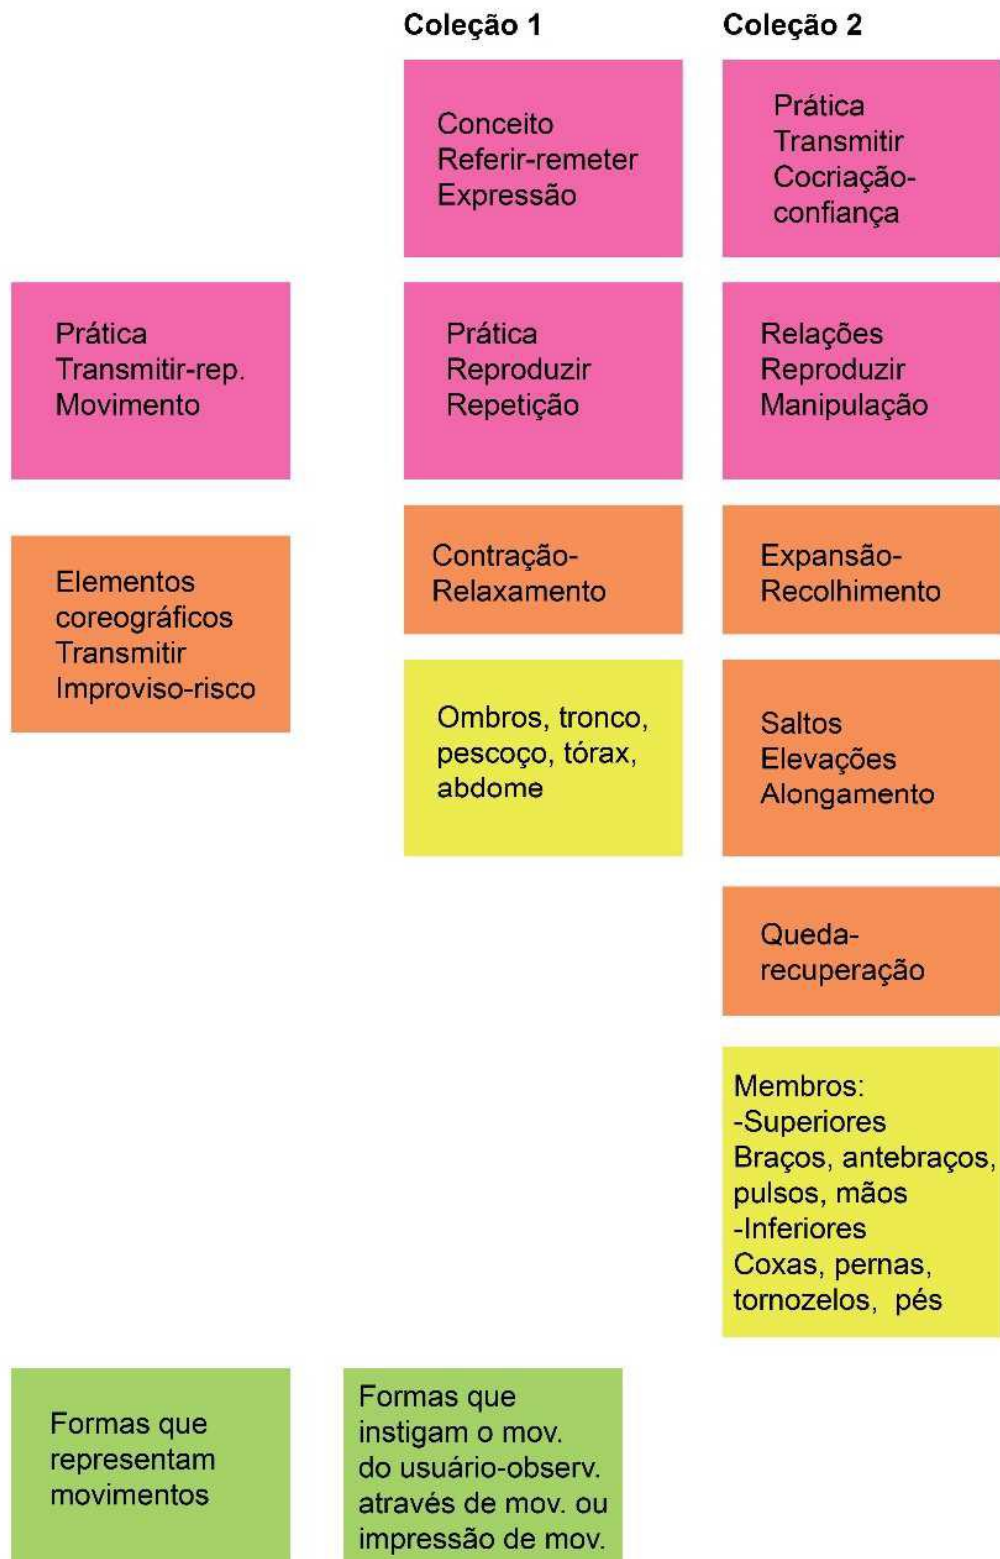 Coleção 1
Coleção 2
Conceito
Referir-remeter
Expressão
Prática
Transmitir
Cocriação-
confiança
Prática
Transmitir-rep.
Movimento
Prática
Reproduzir
Repetição
Relações
Reproduzir
Manipulação
Elementos
coreográficos
Transmitir
Improviso-risco
Contração-
Relaxamento
Expansão-
Recolhimento
Ombros, tronco,
pescoço, tórax,
abdome
Saltos
Elevações
Alongamento
Queda-
recuperação
Membros:
-Superiores
Braços, antebraços,
pulsos, mãos
-Inferiores
Coxas, pernas,
tornozelos, pés
Formas que
representam
movimentos
Formas que
instigam o mov.
do usuário-observ.
através de mov. ou
impressão de mov.